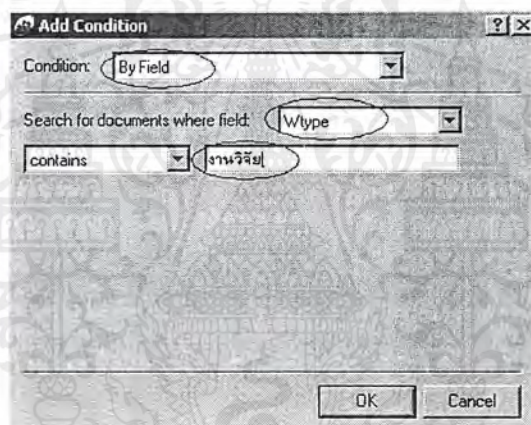 Add Condition
Condition: By Field
Search for documents where field: Wtype
contains งานวิจัย
OK Cancel